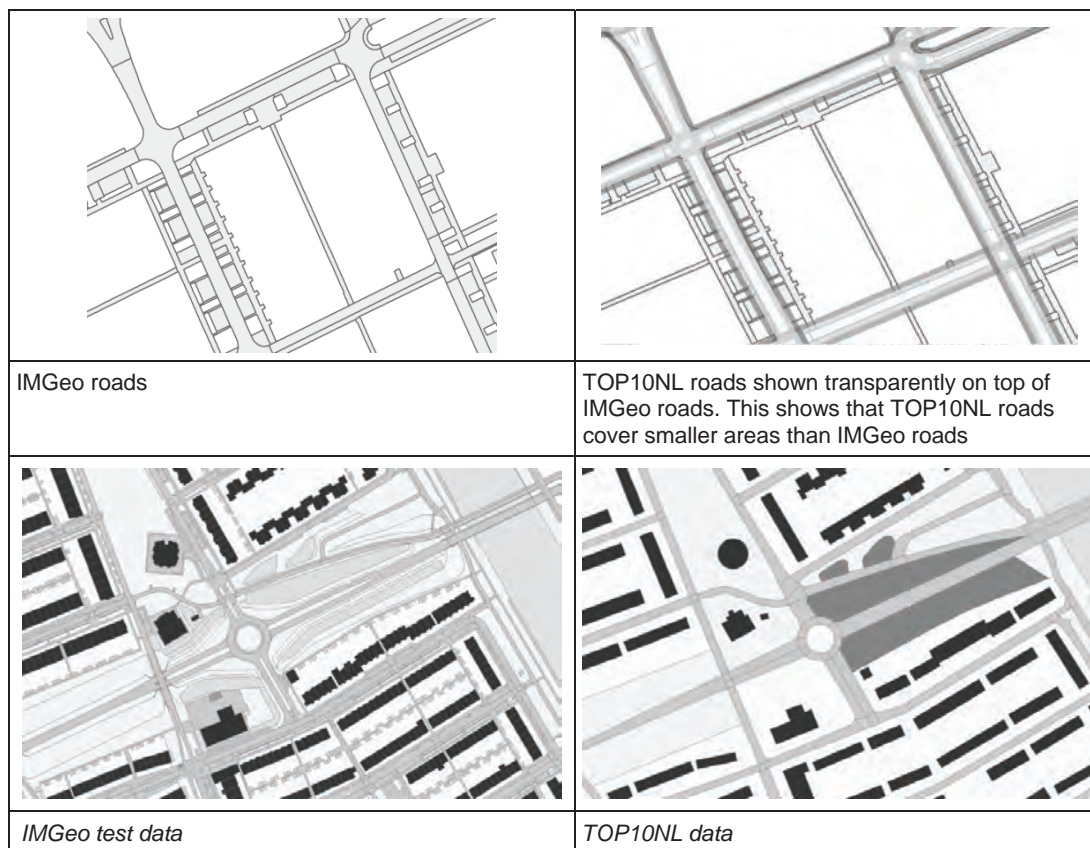 IMGeo roads
TOP10NL roads shown transparently on top of
IMGeo roads. This shows that TOP10NL roads
cover smaller areas than IMGeo roads
IMGeo test data
TOP10NL data